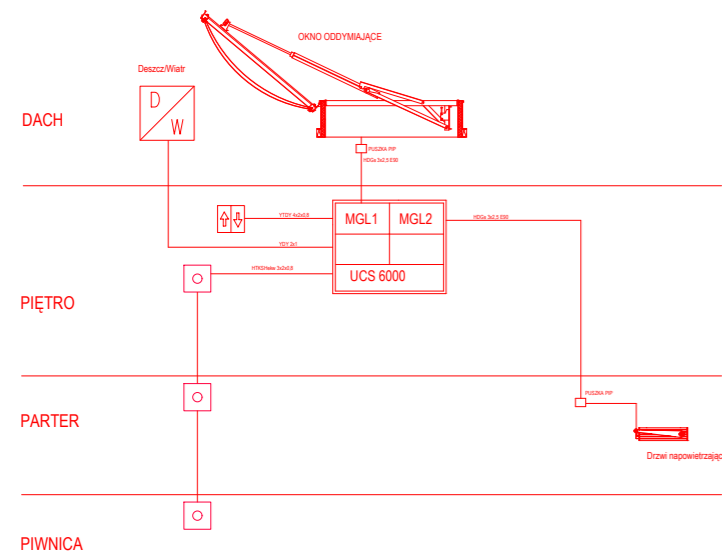 OKNO ODDYMIAJĄCE
Deszcz/Wiatr
D
W
DACH
PUSZKA PIP
HDGs 3x2,5 E90
YTDY 4x2x0,8
MGL1
MGL2
HDGs 3x2,5 E90
YDY 3x1
HTKSHekw 3x2x0,8
UCS 6000
PIĘTRO
PUSZKA PIP
PARTER
Drzwi napowietrzając
PIWNICA